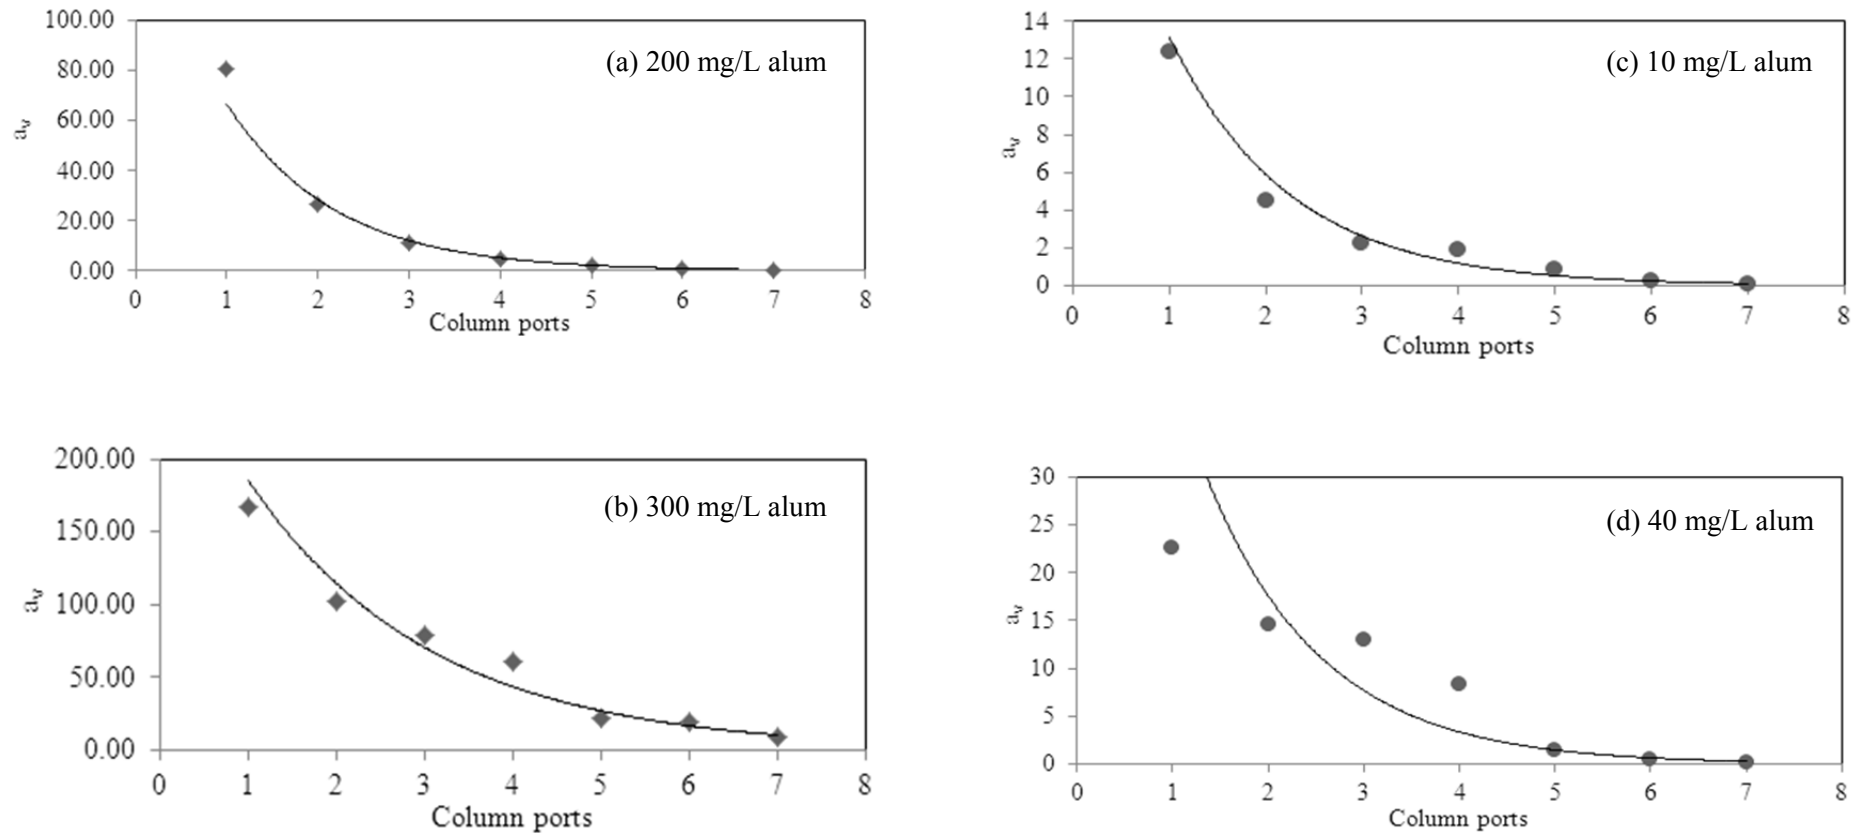 100.00
80.00
60.00
40.00
20.00
0.00
a_v
(a) 200 mg/L alum
0 1 2 3 4 5 6 7 8
Column ports
14
12
10
8
6
4
2
0
a_v
(c) 10 mg/L alum
0 1 2 3 4 5 6 7 8
Column ports
200.00
150.00
100.00
50.00
0.00
a_v
(b) 300 mg/L alum
0 1 2 3 4 5 6 7 8
Column ports
30
25
20
15
10
5
0
a_v
(d) 40 mg/L alum
0 1 2 3 4 5 6 7 8
Column ports